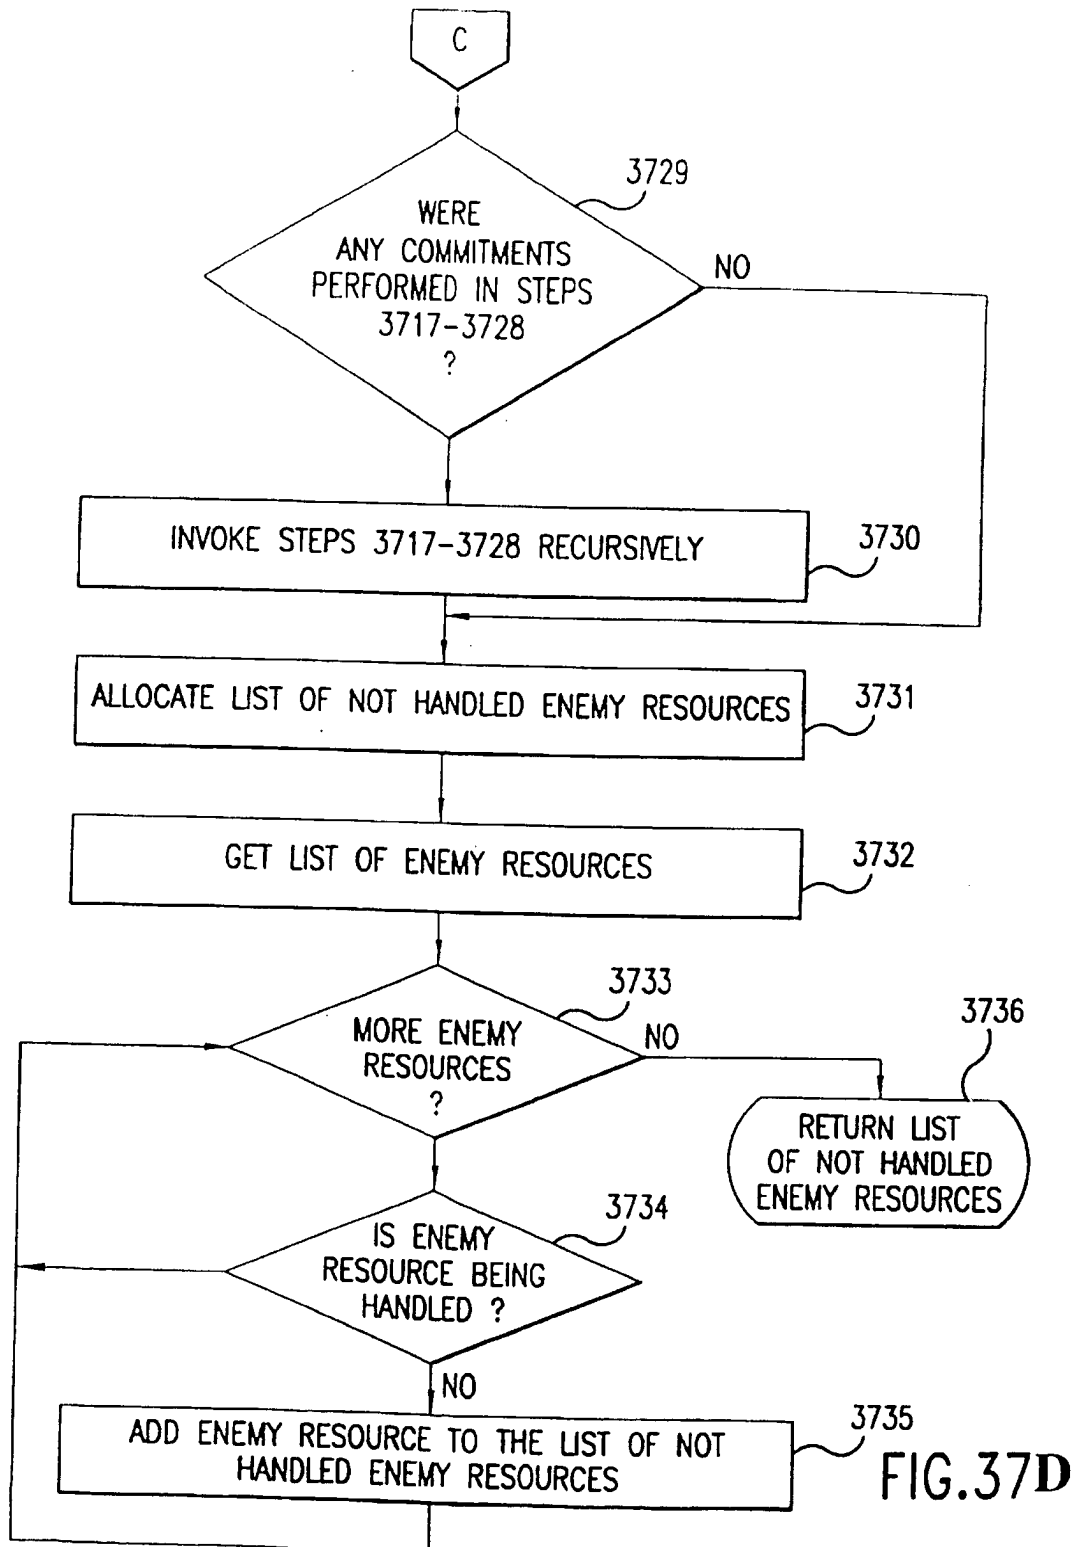 C
3729
WERE
ANY COMMITMENTS
PERFORMED IN STEPS
3717-3728
?
NO
INVOKE STEPS 3717-3728 RECURSIVELY
3730
ALLOCATE LIST OF NOT HANDLED ENEMY RESOURCES
3731
GET LIST OF ENEMY RESOURCES
3732
3733
MORE ENEMY
RESOURCES
?
NO
3736
RETURN LIST
OF NOT HANDLED
ENEMY RESOURCES
3734
IS ENEMY
RESOURCE BEING
HANDLED ?
NO
3735
ADD ENEMY RESOURCE TO THE LIST OF NOT
HANDLED ENEMY RESOURCES
FIG.37D